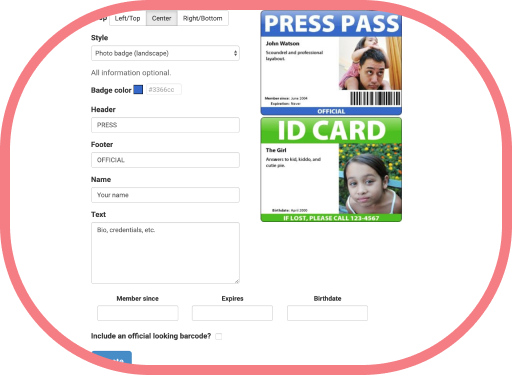 Left/Top Center Right/Bottom
Style
Photo badge (landscape)
All information optional.
Badge color #3366cc
Header
PRESS
Footer
OFFICIAL
Name
Your name
Text
Bio, credentials, etc.
Member since Expires Birthdate
Include an official looking barcode?
PRESS PASS
John Watson
Scoundrel and professional
layabout.
Member since: June 2008
Expiration: Never
OFFICIAL
ID CARD
The Girl
Answers to kid, kiddo, and
cutie pie.
Birthdate: April 2002
IF LOST, PLEASE CALL 123-4567